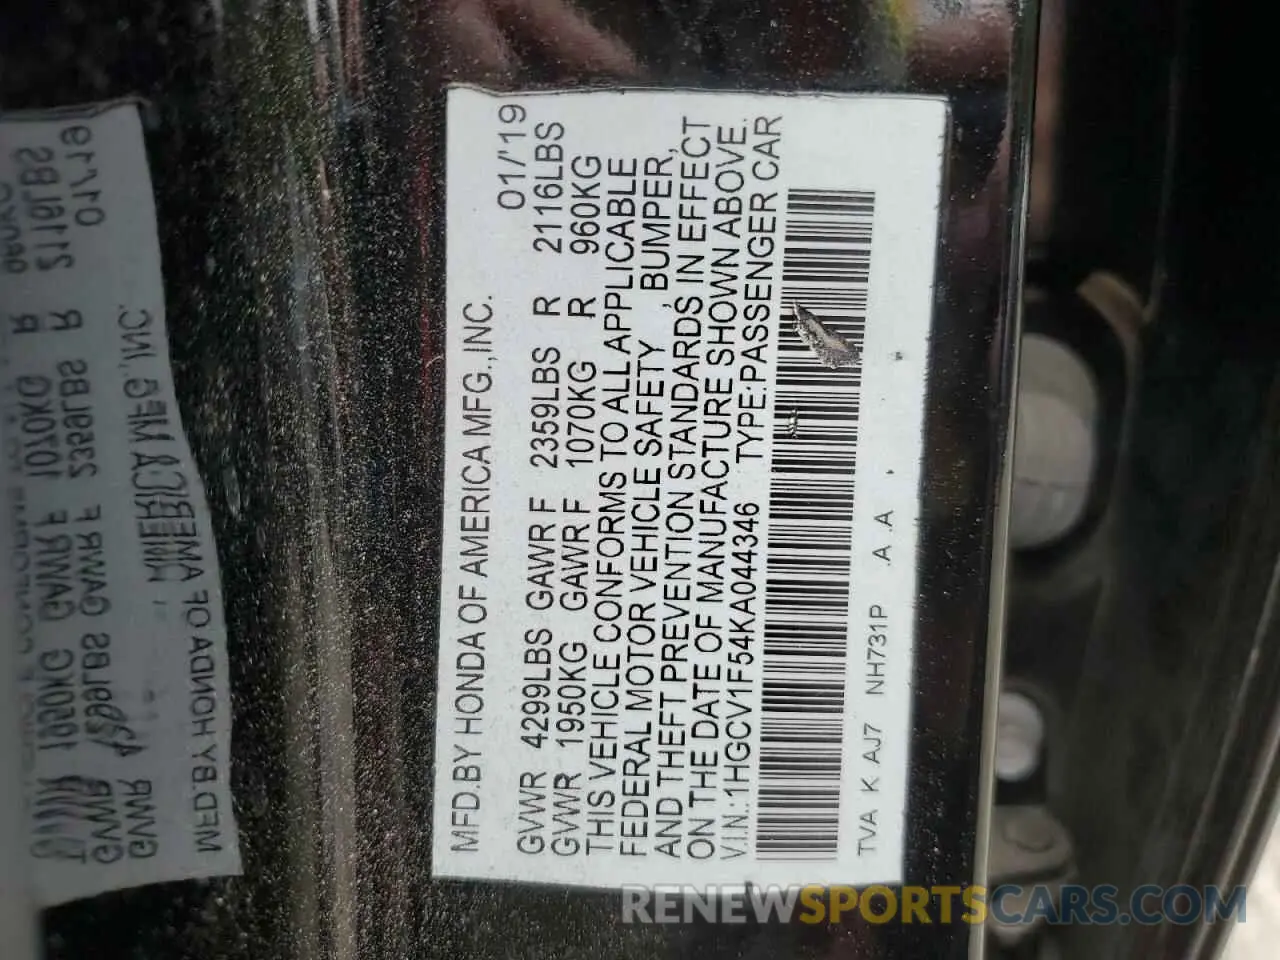 MFD.BY HONDA OF AMERICA MFG.,INC. 01/'19
GVWR 4299LBS GAWR F 2359LBS R 2116LBS
GVWR 1950KG GAWR F 1070KG R 960KG
THIS VEHICLE CONFORMS TO ALL APPLICABLE
FEDERAL MOTOR VEHICLE SAFETY, BUMPER,
AND THEFT PREVENTION STANDARDS IN EFFECT
ON THE DATE OF MANUFACTURE SHOWN ABOVE.
V.I.N.:1HGCV1F54KA044346 TYPE:PASSENGER CAR
TVA K AJ7 NH731P .A .A .
RENEWSPORTSCARS.COM